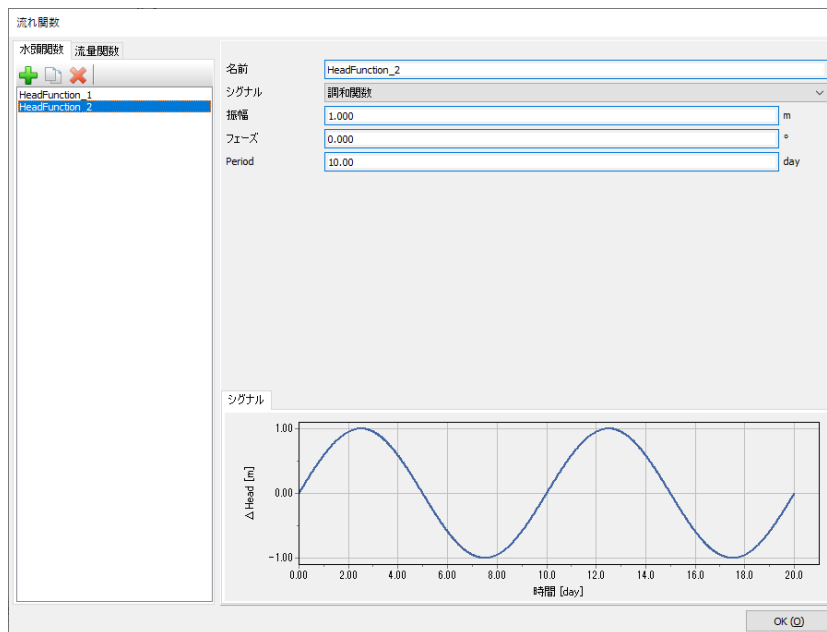 流れ関数
水頭関数 流量関数
HeadFunction_1
HeadFunction_2
名前 HeadFunction_2
シグナル 調和関数
振幅 1.000 m
フェーズ 0.000 °
Period 10.00 day
シグナル
1.00
0.00
-1.00
△Head [m]
0.00 2.00 4.00 6.00 8.00 10.0 12.0 14.0 16.0 18.0 20.0
時間 [day]
OK (O)